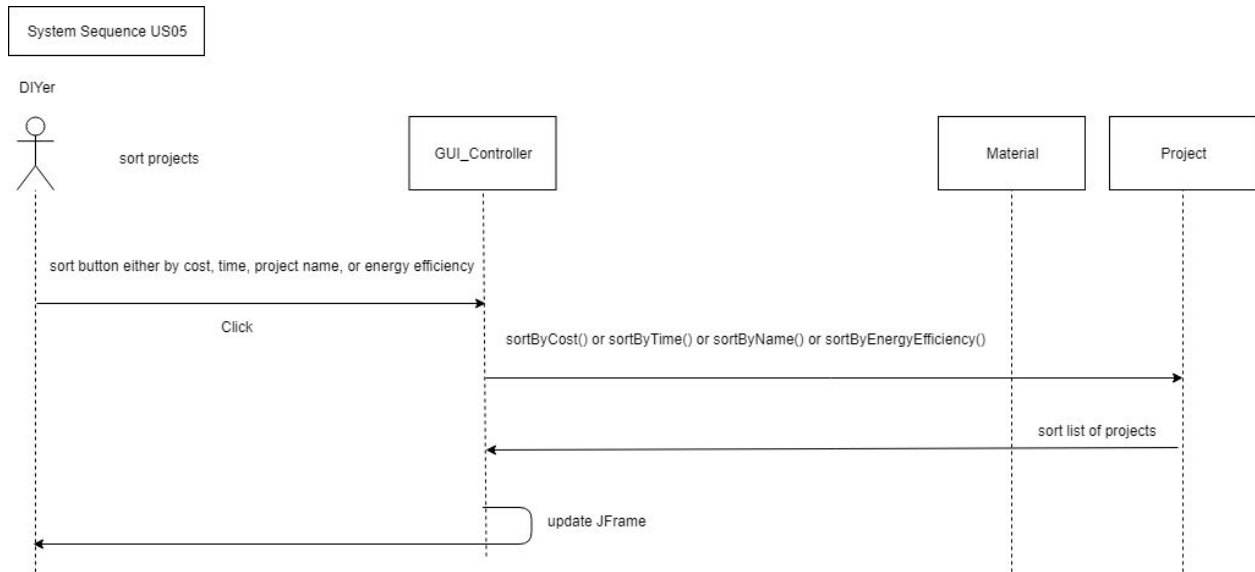 System Sequence US05
DIYer
sort projects
GUI_Controller
Material
Project
sort button either by cost, time, project name, or energy efficiency
Click
sortByCost() or sortByTime() or sortByName() or sortByEnergyEfficiency()
sort list of projects
update JFrame